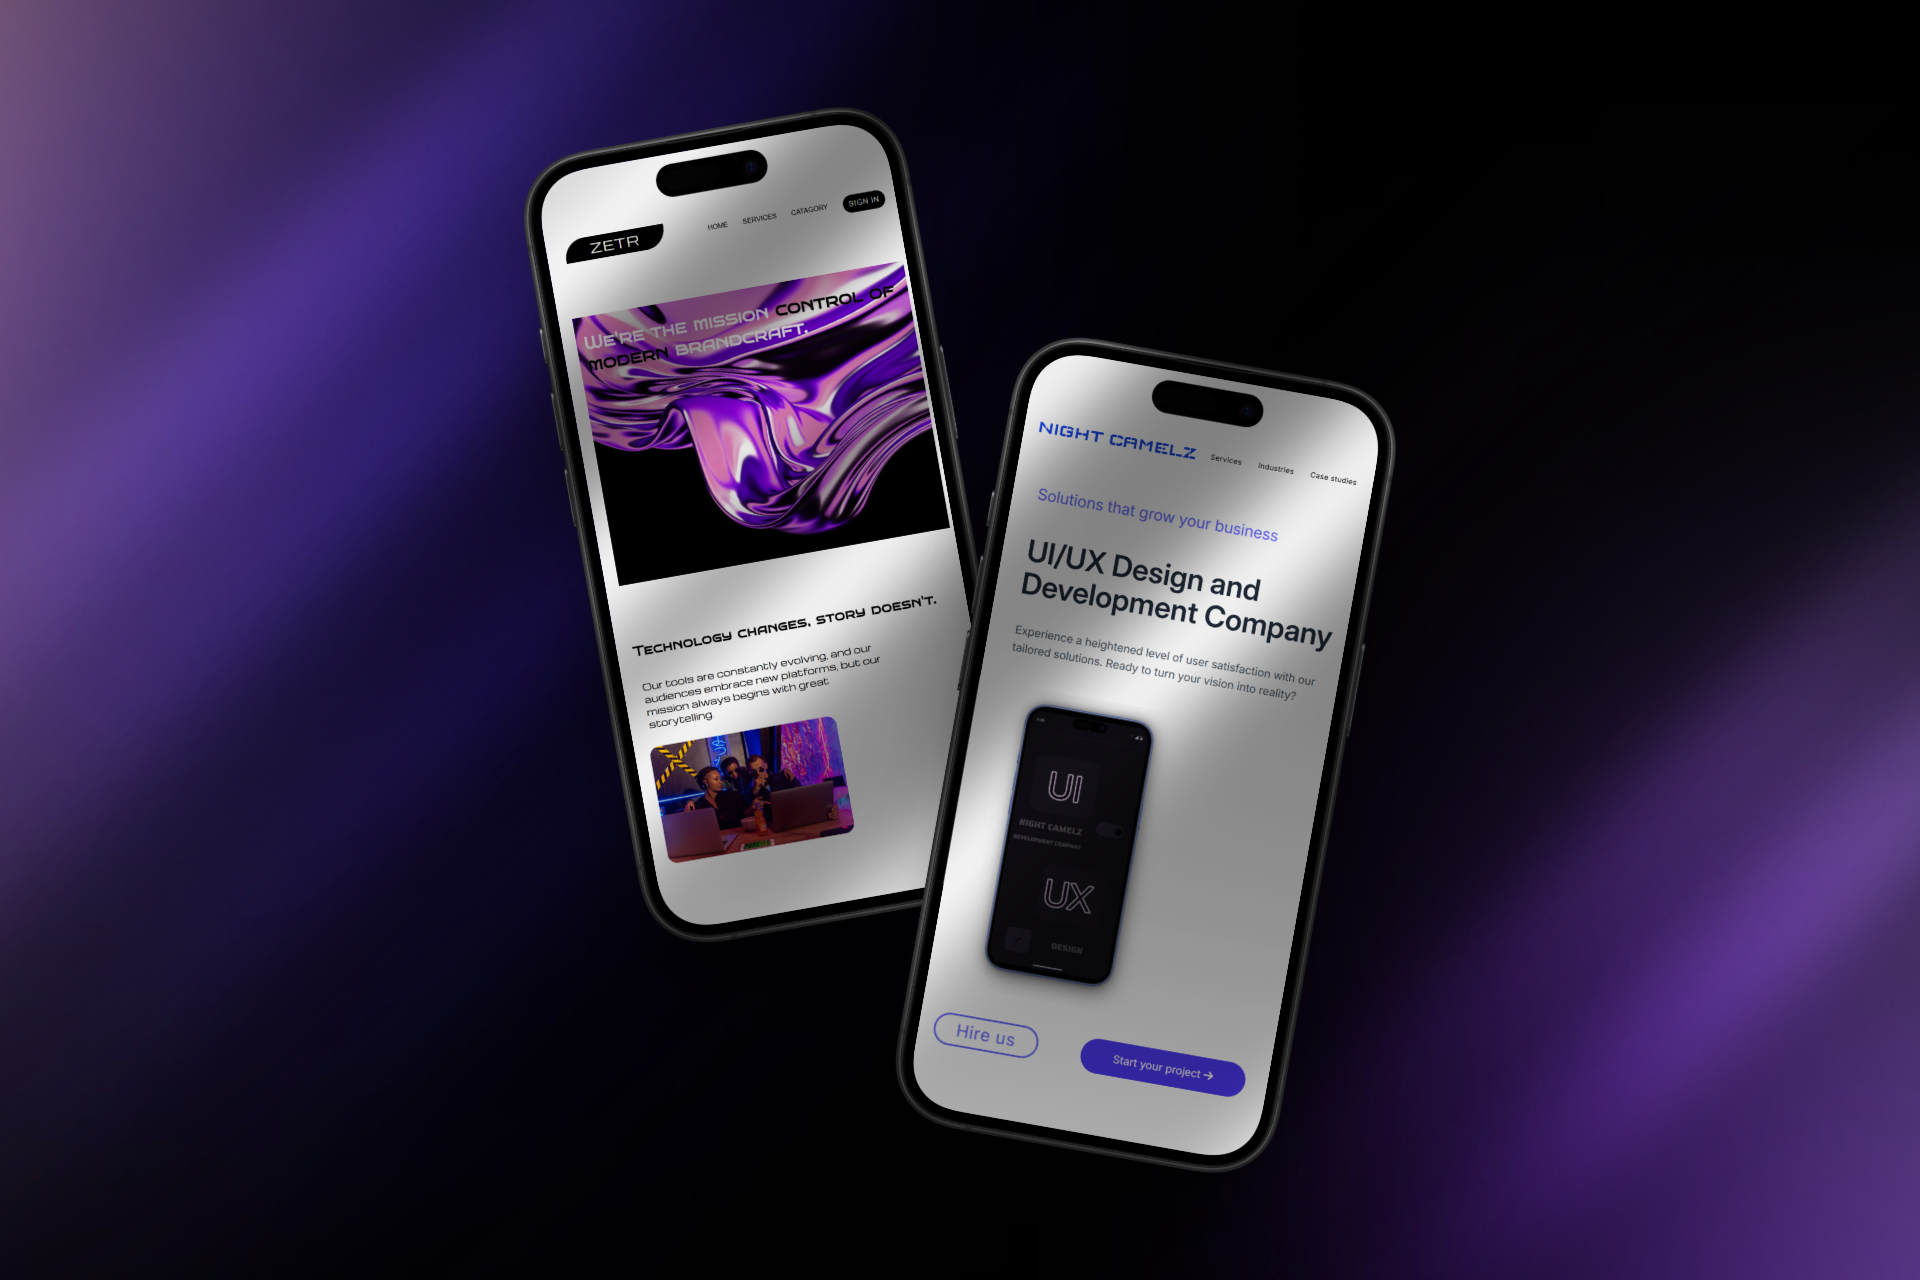 ZETR
HOME SERVICES CATAGORY SIGN IN
WE'RE THE MISSION CONTROL OF
MODERN BRANDCRAFT.
TECHNOLOGY CHANGES, STORY DOESN'T.
Our tools are constantly evolving, and our
audiences embrace new platforms, but our
mission always begins with great
storytelling.
NIGHT CAMELZ Services Industries Case studies
Solutions that grow your business
UI/UX Design and
Development Company
Experience a heightened level of user satisfaction with our
tailored solutions. Ready to turn your vision into reality?
UI
NIGHT CAMELZ
DEVELOPMENT COMPANY
UX
DESIGN
Hire us
Start your project →